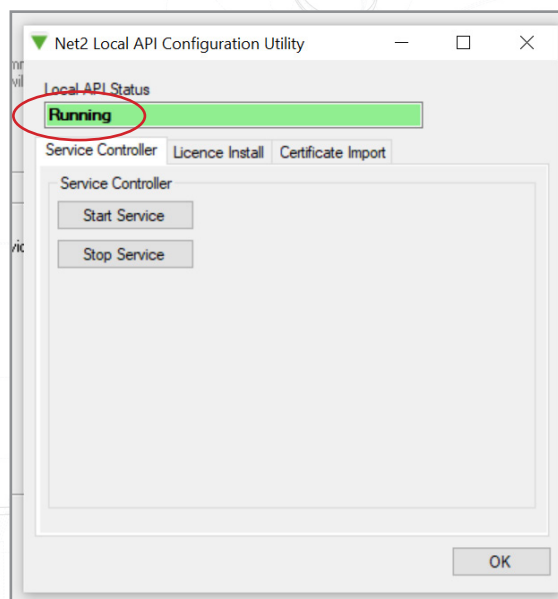 Net2 Local API Configuration Utility
Local API Status
Running
Service Controller
Licence Install
Certificate Import
Service Controller
Start Service
Stop Service
OK